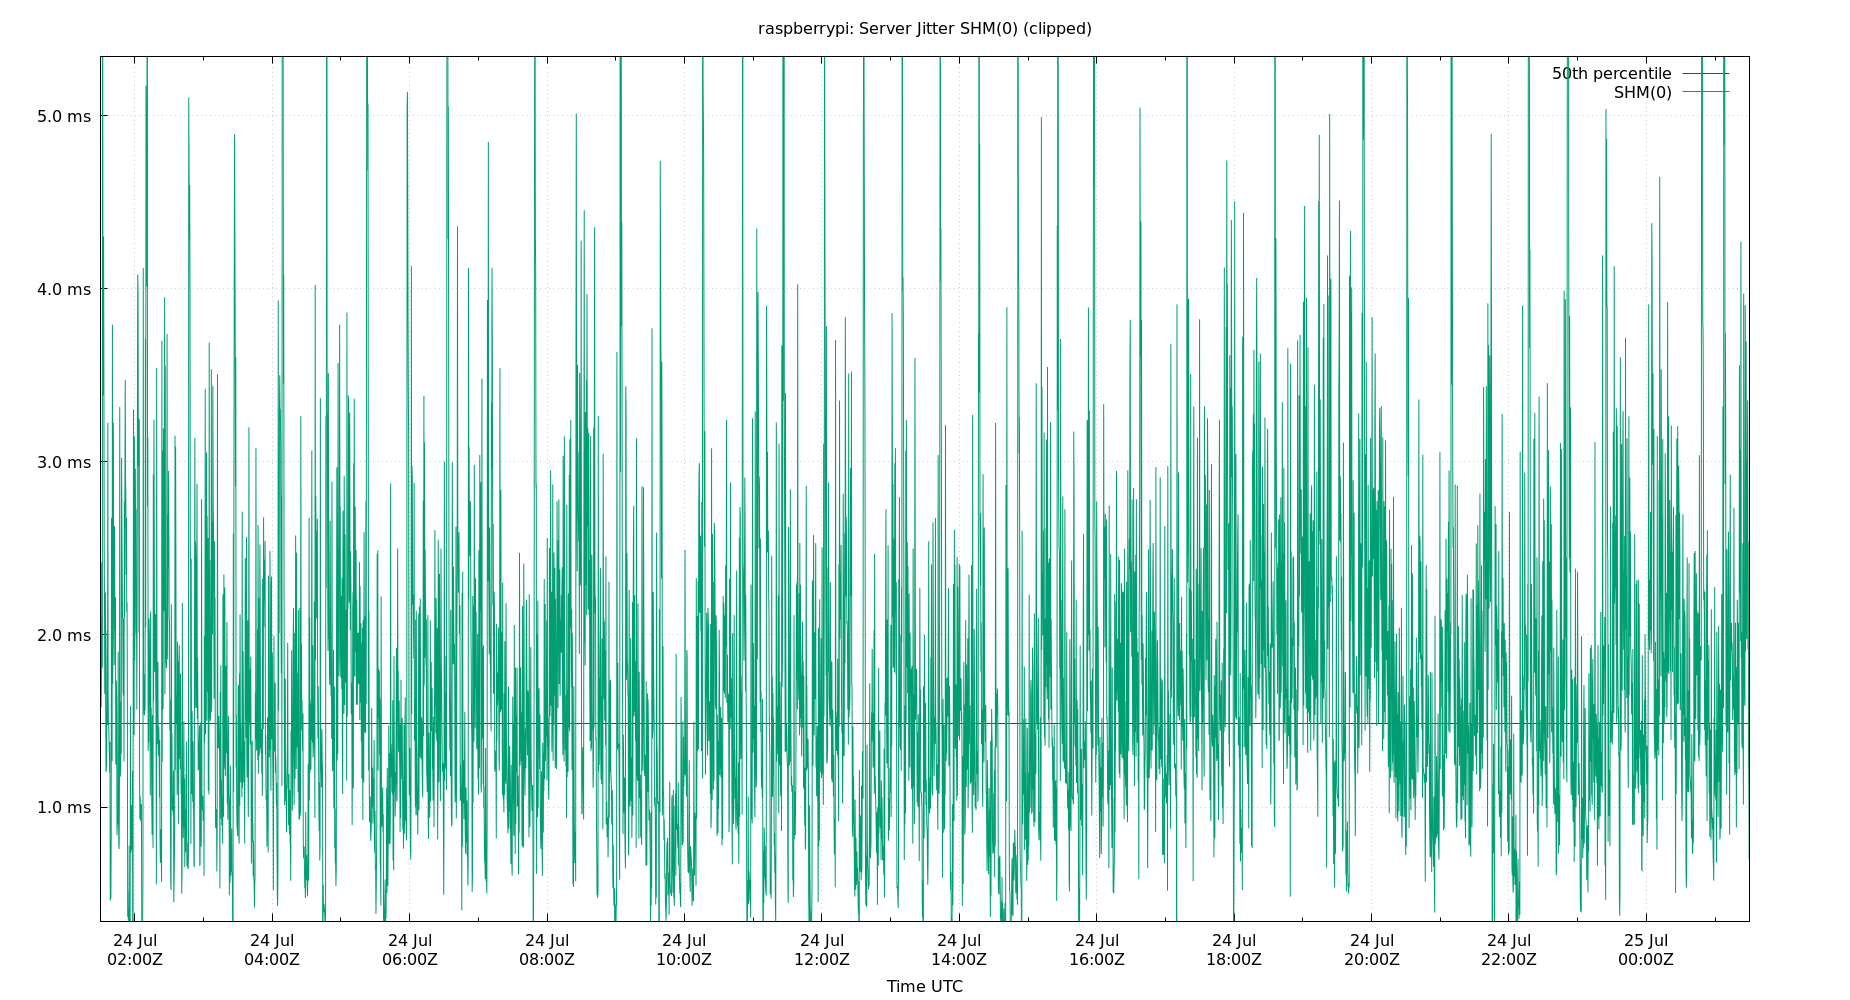 raspberrypi: Server Jitter SHM(0) (clipped)
50th percentile
SHM(0)
5.0 ms
4.0 ms
3.0 ms
2.0 ms
1.0 ms
24 Jul 24 Jul 24 Jul 24 Jul 24 Jul 24 Jul 24 Jul 24 Jul 24 Jul 24 Jul 24 Jul 25 Jul
02:00Z 04:00Z 06:00Z 08:00Z 10:00Z 12:00Z 14:00Z 16:00Z 18:00Z 20:00Z 22:00Z 00:00Z
Time UTC